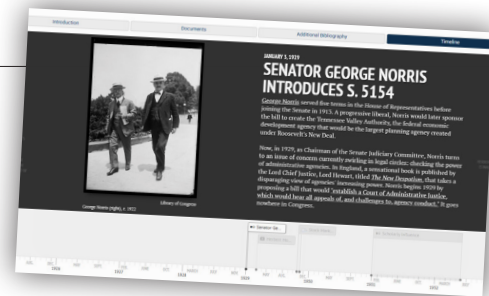 Introduction
Documents
Additional Bibliography
Timeline
JANUARY 3, 1929
SENATOR GEORGE NORRIS
INTRODUCES S. 5154
George Norris served five terms in the House of Representatives before
joining the Senate in 1913. A progressive liberal, Norris would later sponsor
the bill to create the Tennessee Valley Authority, the federal economic
development agency that would be the largest planning agency created
under Roosevelt's New Deal.
Now, in 1929, as Chairman of the Senate Judiciary Committee, Norris turns
to an issue of concern currently swirling in legal circles: checking the power
of administrative agencies. In England, a sensational book is published by
the Lord Chief Justice, Lord Hewart, titled The New Despotism, that takes a
disparaging view of agencies' increasing power. Norris begins 1929 by
proposing a bill that would "establish a Court of Administrative Justice,
which would hear all appeals of, and challenges to, agency conduct." It goes
nowhere in Congress.
Library of Congress
George Norris (right), c. 1922
Senator Ge...
1929